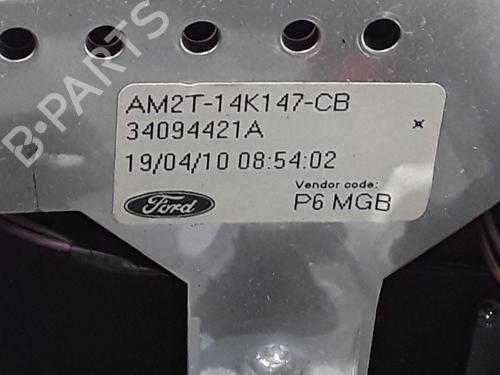 B-PARTS
AM2T-14K147-CB
34094421A
19/04/10 08:54:02
Vendor code:
Ford
P6 MGB